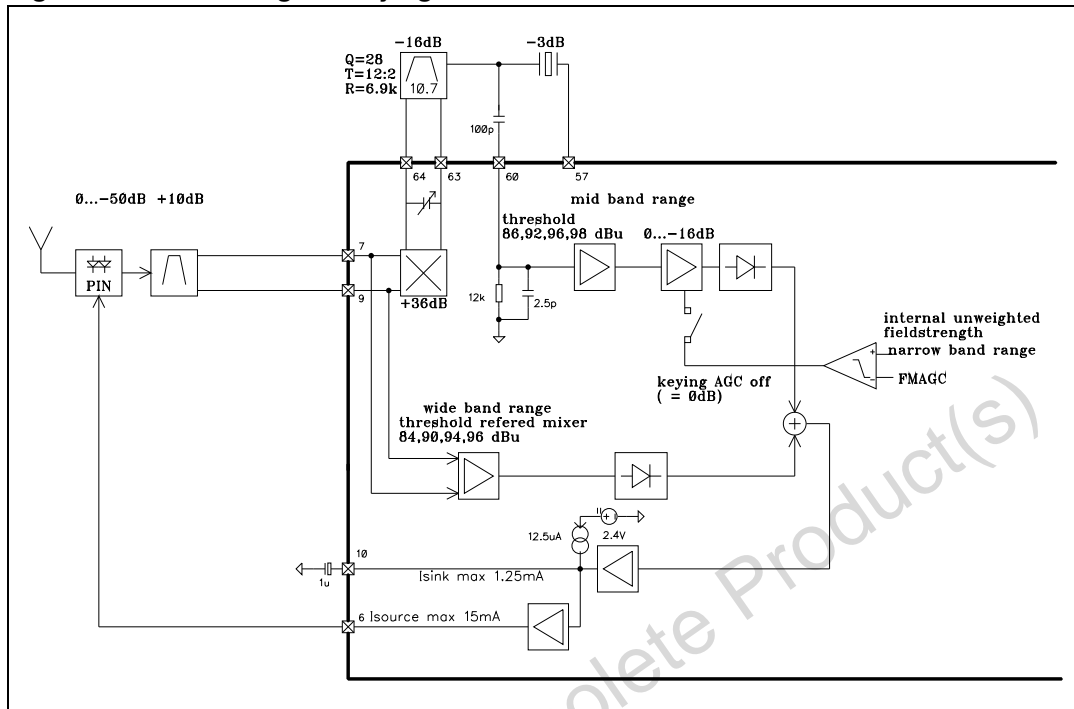 -16dB
-3dB
Q=28
T=12:2
R=6.9k
10.7
100p
64
63
60
57
0...-50dB +10dB
mid band range
threshold
86,92,96,98 dBu
0...-16dB
7
PIN
9
+36dB
12k
2.5p
internal unweighted
fieldstrength
narrow band range
+
-
FMAGC
keying AGC off
( = 0dB)
wide band range
threshold refered mixer
84,90,94,96 dBu
+
12.5uA
2.4V
10
1u
Isink max 1.25mA
6 Isource max 15mA
olete Product(s)